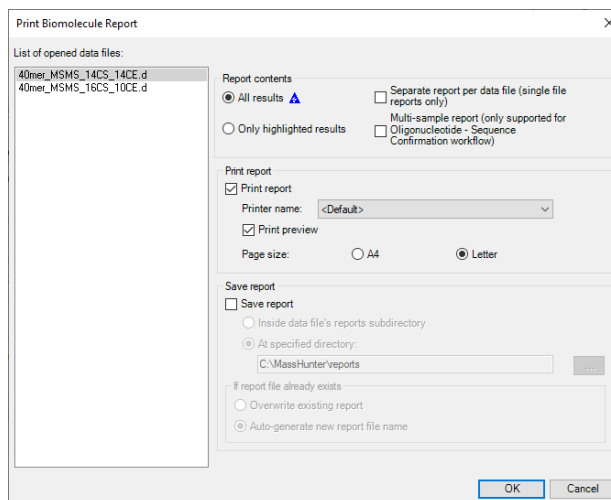 Print Biomolecule Report
List of opened data files:
40mer_MSMS_14CS_14CE.d
40mer_MSMS_16CS_10CE.d
Report contents
All results
Only highlighted results
Separate report per data file (single file
reports only)
Multi-sample report (only supported for
Oligonucleotide - Sequence
Confirmation workflow)
Print report
Print report
Printer name:
<Default>
Print preview
Page size:
A4
Letter
Save report
Save report
Inside data file's reports subdirectory
At specified directory:
C:\MassHunter\reports
...
If report file already exists
Overwrite existing report
Auto-generate new report file name
OK
Cancel